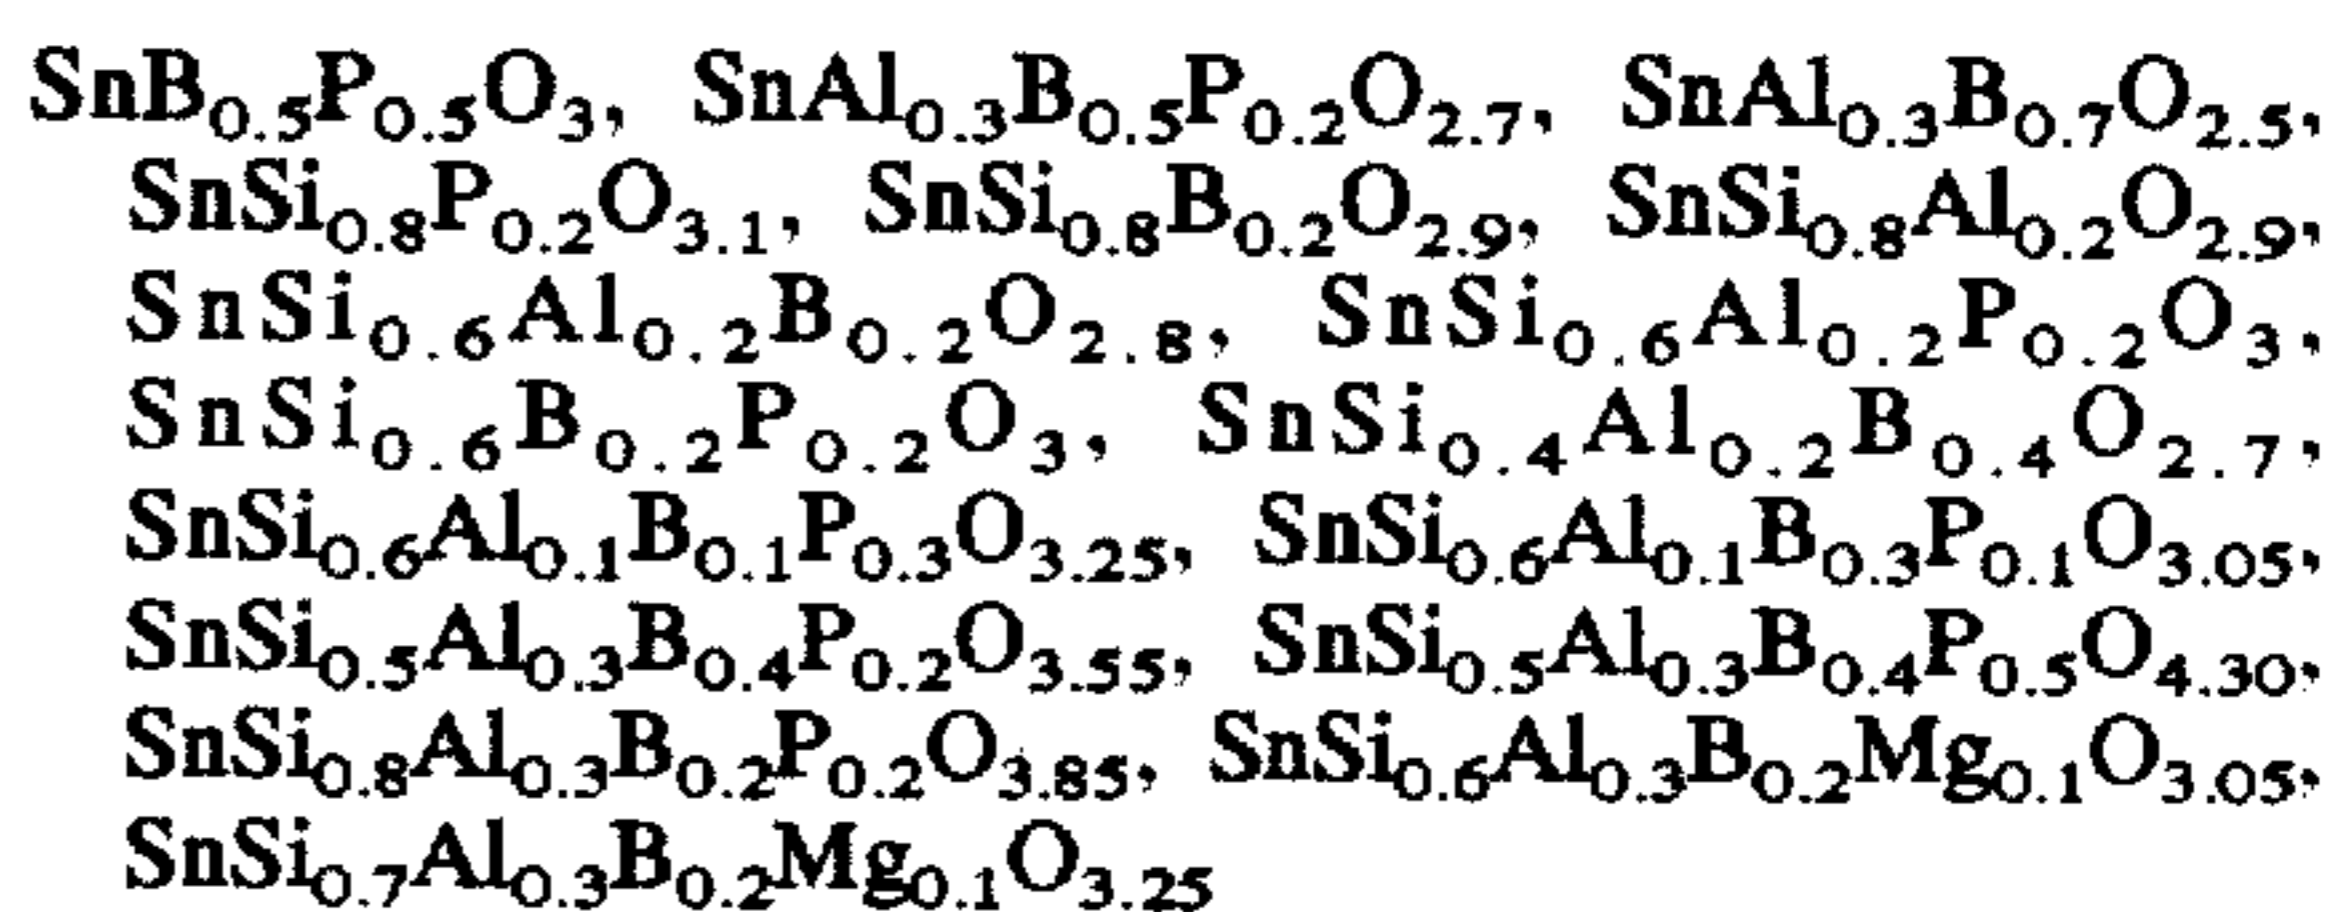 SnB₀.₅P₀.₅O₃, SnAl₀.₃B₀.₅P₀.₂O₂.₇, SnAl₀.₃B₀.₇O₂.₅,
SnSi₀.₈P₀.₂O₃.₁, SnSi₀.₈B₀.₂O₂.₉, SnSi₀.₈Al₀.₂O₂.₉,
SnSi₀.₆Al₀.₂B₀.₂O₂.₈, SnSi₀.₆Al₀.₂P₀.₂O₃,
SnSi₀.₆B₀.₂P₀.₂O₃, SnSi₀.₄Al₀.₂B₀.₄O₂.₇,
SnSi₀.₆Al₀.₁B₀.₁P₀.₃O₃.₂₅, SnSi₀.₆Al₀.₁B₀.₃P₀.₁O₃.₀₅,
SnSi₀.₅Al₀.₃B₀.₄P₀.₂O₃.₅₅, SnSi₀.₅Al₀.₃B₀.₄P₀.₅O₄.₃₀,
SnSi₀.₈Al₀.₃B₀.₂P₀.₂O₃.₈₅, SnSi₀.₆Al₀.₃B₀.₂Mg₀.₁O₃.₀₅,
SnSi₀.₇Al₀.₃B₀.₂Mg₀.₁O₃.₂₅